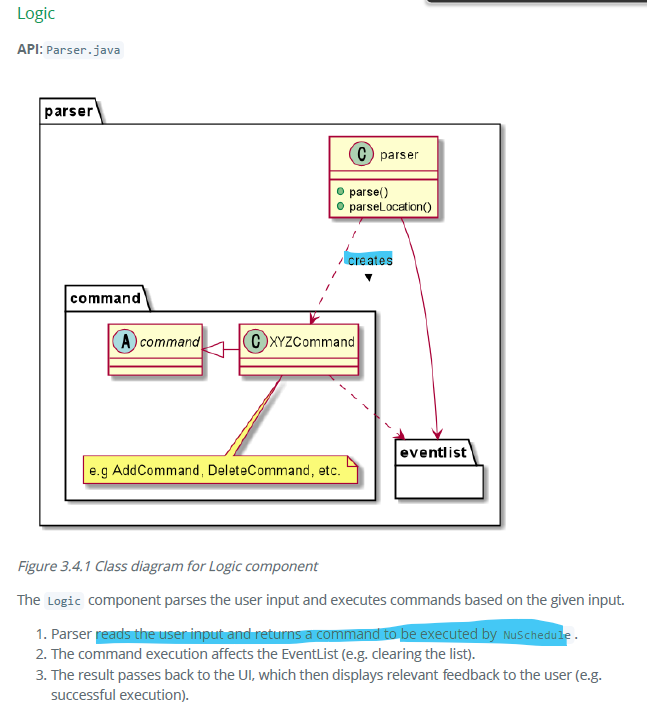 Logic
API: Parser.java
parser
C parser
parse()
parseLocation()
creates
command
A command
C XYZCommand
eventlist
e.g AddCommand, DeleteCommand, etc.
Figure 3.4.1 Class diagram for Logic component
The Logic component parses the user input and executes commands based on the given input.
1. Parser reads the user input and returns a command to be executed by NuSchedule.
2. The command execution affects the EventList (e.g. clearing the list).
3. The result passes back to the UI, which then displays relevant feedback to the user (e.g.
successful execution).